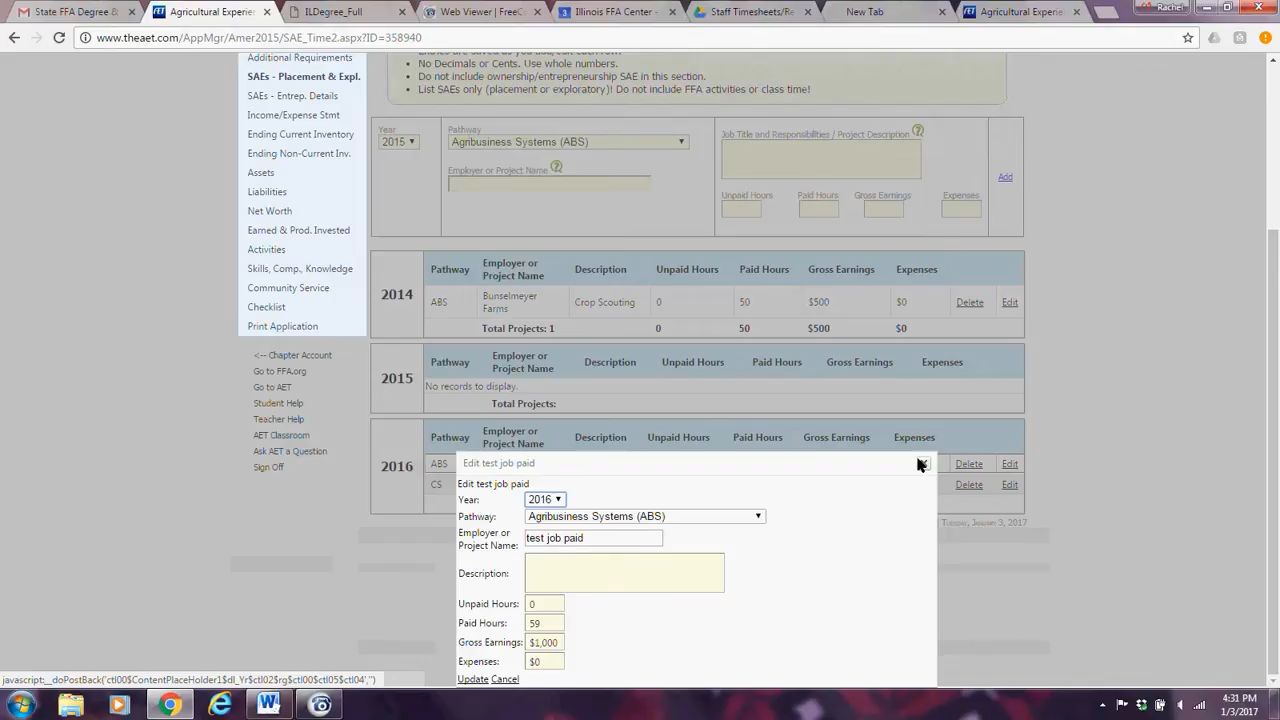 State FFA Degree &
Agricultural Experien
ILDegree_Full
Web Viewer | FreeC
Illinois FFA Center -
Staff Timesheets/Re
New Tab
Agricultural Experien
Rachel
www.theaet.com/AppMgr/Amer2015/SAE_Time2.aspx?ID=358940
Additional Requirements
SAEs - Placement & Expl.
SAEs - Entrep. Details
Income/Expense Stmt
Ending Current Inventory
Ending Non-Current Inv.
Assets
Liabilities
Net Worth
Earned & Prod. Invested
Activities
Skills, Comp., Knowledge
Community Service
Checklist
Print Application
<-- Chapter Account
Go to FFA.org
Go to AET
Student Help
Teacher Help
AET Classroom
Ask AET a Question
Sign Off
No Decimals or Cents. Use whole numbers.
Do not include ownership/entrepreneurship SAE in this section.
List SAEs only (placement or exploratory)! Do not include FFA activities or class time!
Year
2015
Pathway
Agribusiness Systems (ABS)
Employer or Project Name
Job Title and Responsibilities / Project Description
Unpaid Hours Paid Hours Gross Earnings Expenses
Add
2014
Pathway Employer or Project Name Description Unpaid Hours Paid Hours Gross Earnings Expenses
ABS Bunselmeyer Farms Crop Scouting 0 50 $500 $0 Delete Edit
Total Projects: 1 0 50 $500 $0
2015
Pathway Employer or Project Name Description Unpaid Hours Paid Hours Gross Earnings Expenses
No records to display.
Total Projects:
2016
Pathway Employer or Project Name Description Unpaid Hours Paid Hours Gross Earnings Expenses
ABS Delete Edit
CS Delete Edit
Tuesday, January 3, 2017
Edit test job paid
Edit test job paid
Year: 2016
Pathway: Agribusiness Systems (ABS)
Employer or
Project Name: test job paid
Description:
Unpaid Hours: 0
Paid Hours: 59
Gross Earnings: $1,000
Expenses: $0
Update Cancel
javascript:__doPostBack('ctl00$ContentPlaceHolder1$dl_Yr$ctl02$rg$ctl00$ctl05$ctl04','')
4:31 PM
1/3/2017